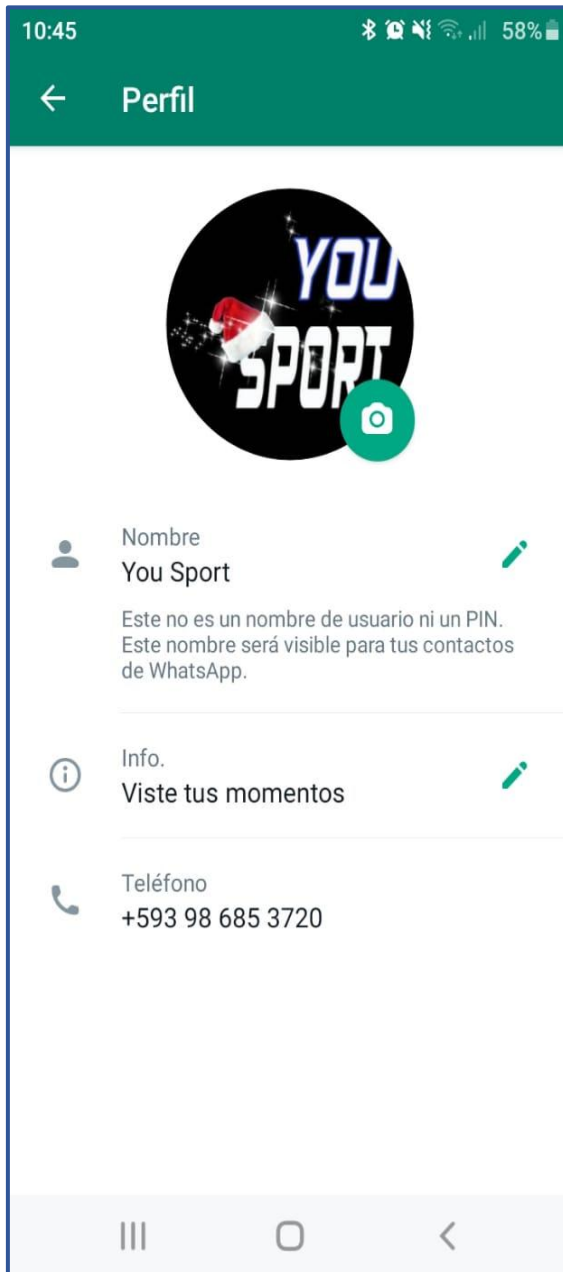 10:45
58%
Perfil
YOU
SPORT
Nombre
You Sport
Este no es un nombre de usuario ni un PIN.
Este nombre será visible para tus contactos
de WhatsApp.
Info.
Viste tus momentos
Teléfono
+593 98 685 3720